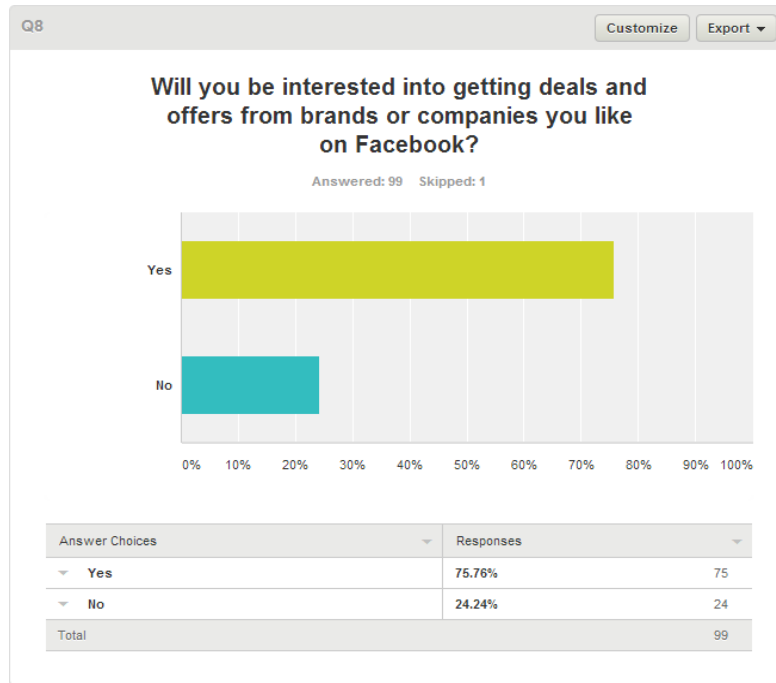 Q8 Customize Export
Will you be interested into getting deals and
offers from brands or companies you like
on Facebook?
Answered: 99 Skipped: 1
Yes
No
0% 10% 20% 30% 40% 50% 60% 70% 80% 90% 100%
Answer Choices Responses
Yes 75.76% 75
No 24.24% 24
Total 99